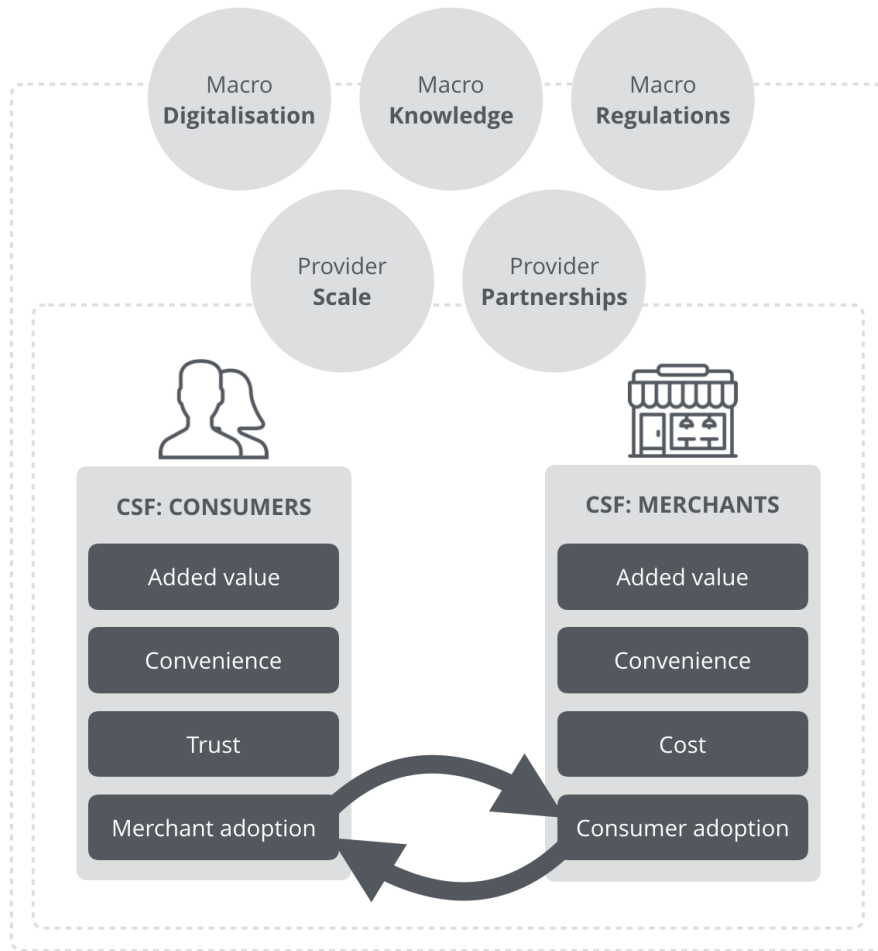 Macro
Digitalisation
Macro
Knowledge
Macro
Regulations
Provider
Scale
Provider
Partnerships
CSF: CONSUMERS
Added value
Convenience
Trust
Merchant adoption
CSF: MERCHANTS
Added value
Convenience
Cost
Consumer adoption